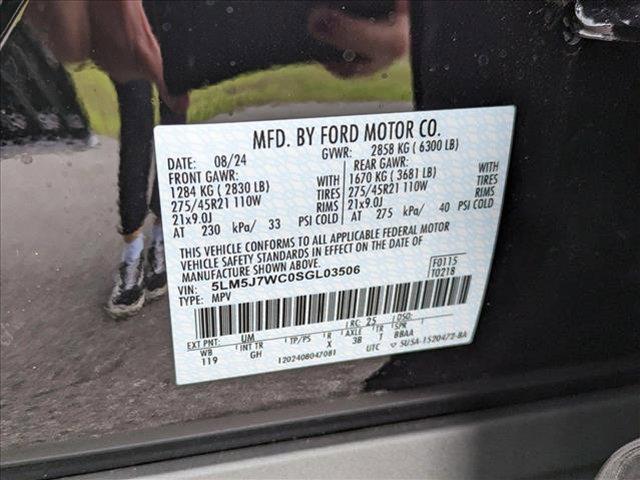 MFD. BY FORD MOTOR CO.
DATE: 08/24 GVWR: 2858 KG ( 6300 LB)
FRONT GAWR: REAR GAWR:
1284 KG ( 2830 LB) WITH 1670 KG ( 3681 LB) WITH
275/45R21 110W TIRES 275/45R21 110W TIRES
21x9.0J RIMS 21x9.0J RIMS
AT 230 kPa/ 33 PSI COLD AT 275 kPa/ 40 PSI COLD
THIS VEHICLE CONFORMS TO ALL APPLICABLE FEDERAL MOTOR
VEHICLE SAFETY STANDARDS IN EFFECT ON THE DATE OF
MANUFACTURE SHOWN ABOVE.
VIN: 5LM5J7WC0SGL03506 F0115
TYPE: MPV T0218
EXT PNT: UM RC: 25 DSO:
WB INT TR TP/PS R AXLE TR SPR
119 GH X 3B T BBAA
1202408047081 UTC SU5A-1520472-BA